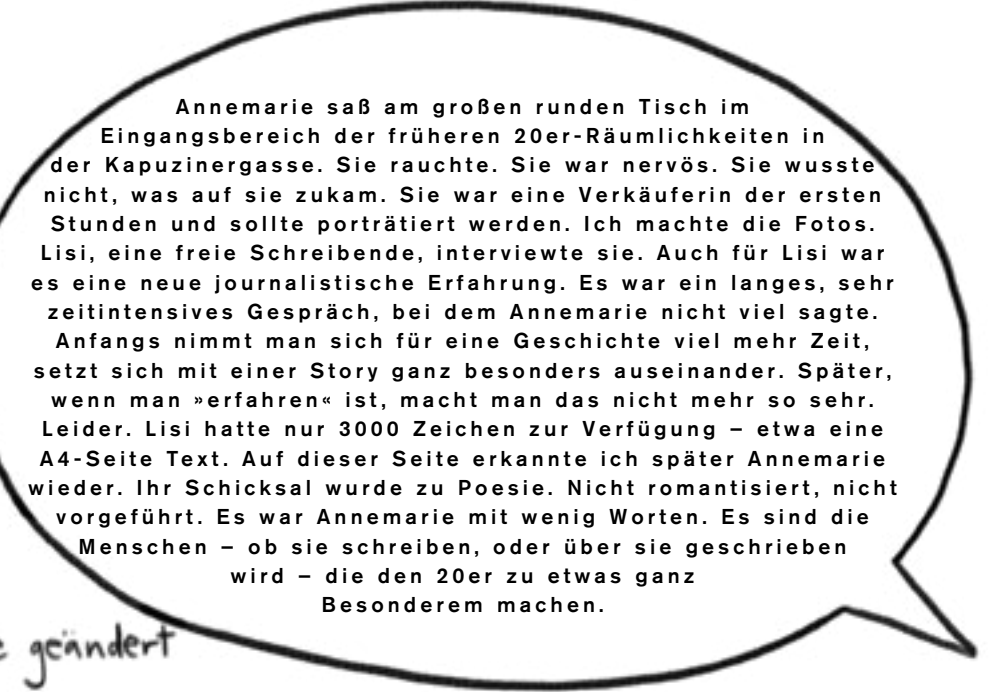 Annemarie saß am großen runden Tisch im
Eingangsbereich der früheren 20er-Räumlichkeiten in
der Kapuzinergasse. Sie rauchte. Sie war nervös. Sie wusste
nicht, was auf sie zukam. Sie war eine Verkäuferin der ersten
Stunden und sollte porträtiert werden. Ich machte die Fotos.
Lisi, eine freie Schreibende, interviewte sie. Auch für Lisi war
es eine neue journalistische Erfahrung. Es war ein langes, sehr
zeitintensives Gespräch, bei dem Annemarie nicht viel sagte.
Anfangs nimmt man sich für eine Geschichte viel mehr Zeit,
setzt sich mit einer Story ganz besonders auseinander. Später,
wenn man »erfahren« ist, macht man das nicht mehr so sehr.
Leider. Lisi hatte nur 3000 Zeichen zur Verfügung – etwa eine
A4-Seite Text. Auf dieser Seite erkannte ich später Annemarie
wieder. Ihr Schicksal wurde zu Poesie. Nicht romantisiert, nicht
vorgeführt. Es war Annemarie mit wenig Worten. Es sind die
Menschen – ob sie schreiben, oder über sie geschrieben
wird – die den 20er zu etwas ganz
Besonderem machen.
geändert